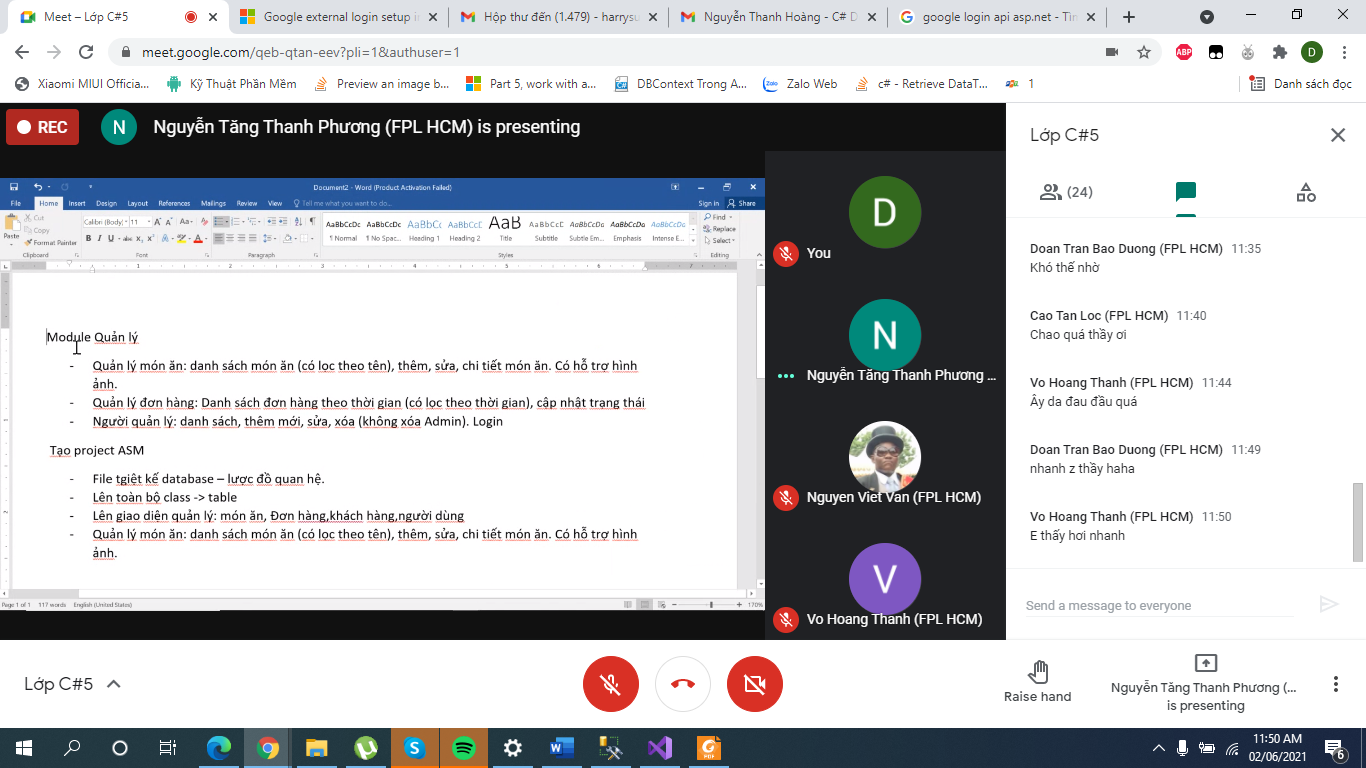 Meet – Lớp C#5
Google external login setup i
Hộp thư đến (1.479) - harrysu
Nguyễn Thanh Hoàng - C# D
google login api asp.net - Tìn
meet.google.com/qeb-qtan-eev?pli=1&authuser=1
ABP
D
Xiaomi MIUI Officia...
Kỹ Thuật Phần Mềm
Preview an image b...
Part 5, work with a...
DBContext Trong A...
Zalo Web
c# - Retrieve DataT...
1
Danh sách đọc
REC
N
Nguyễn Tăng Thanh Phương (FPL HCM) is presenting
Document2 - Word (Product Activation Failed)
File Home Insert Design Layout References Mailings Review View Tell me what you want to do... Sign in Share
Paste
Cut
Copy
Format Painter
Calibri (Body) 11
AaBbCcDc AaBbCcDc AaBbCc AaBbCcD AaB AaBbCcD AaBbCcDc AaBbCcDc AaBbCcDc
¶ Normal ¶ No Spac... Heading 1 Heading 2 Title Subtitle Subtle Em... Emphasis Intense E...
Find
Replace
Select
Clipboard Font Paragraph Styles Editing
Module Quản lý
- Quản lý món ăn: danh sách món ăn (có lọc theo tên), thêm, sửa, chi tiết món ăn. Có hỗ trợ hình
ảnh.
- Quản lý đơn hàng: Danh sách đơn hàng theo thời gian (có lọc theo thời gian), cập nhật trạng thái
- Người quản lý: danh sách, thêm mới, sửa, xóa (không xóa Admin). Login
Tạo project ASM
- File tgiệt kế database – lược đồ quan hệ.
- Lên toàn bộ class -> table
- Lên giao diện quản lý: món ăn, Đơn hàng,khách hàng,người dùng
- Quản lý món ăn: danh sách món ăn (có lọc theo tên), thêm, sửa, chi tiết món ăn. Có hỗ trợ hình
ảnh.
Page 1 of 1 117 words English (United States)
170%
D
You
N
Nguyễn Tăng Thanh Phương ...
Nguyen Viet Van (FPL HCM)
V
Vo Hoang Thanh (FPL HCM)
Lớp C#5
(24)
Doan Tran Bao Duong (FPL HCM) 11:35
Khó thế nhờ
Cao Tan Loc (FPL HCM) 11:40
Chao quá thầy ơi
Vo Hoang Thanh (FPL HCM) 11:44
Ây da đau đầu quá
Doan Tran Bao Duong (FPL HCM) 11:49
nhanh z thầy haha
Vo Hoang Thanh (FPL HCM) 11:50
E thấy hơi nhanh
Send a message to everyone
Lớp C#5
Raise hand
Nguyễn Tăng Thanh Phương (...
is presenting
11:50 AM
02/06/2021
6